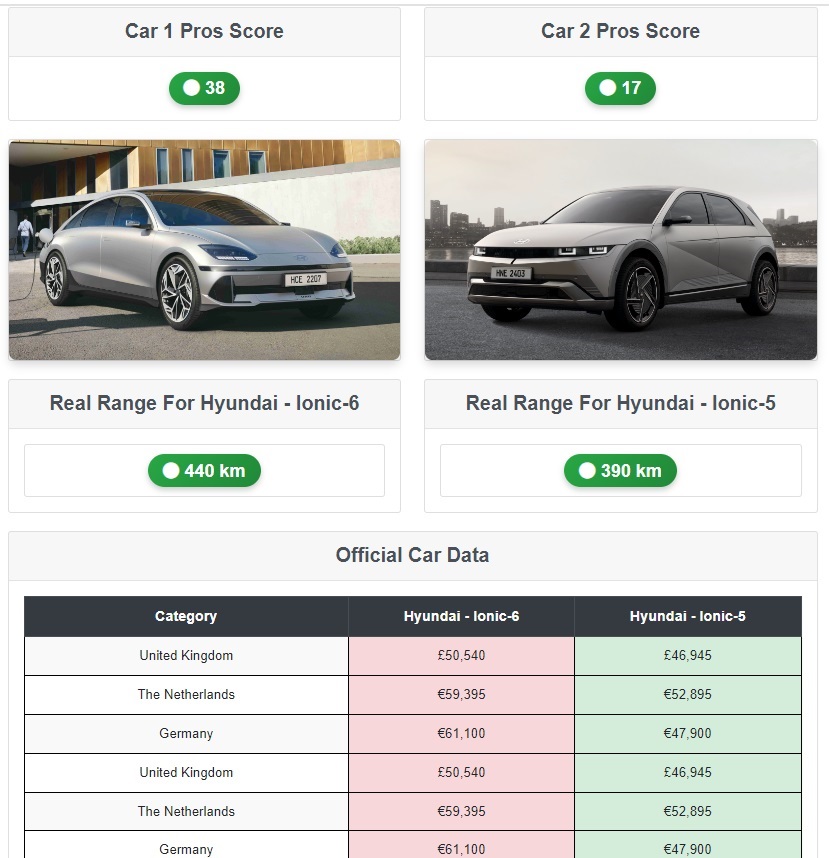 Car 1 Pros Score
Car 2 Pros Score
38
17
HCE 2207
HNE 2403
Real Range For Hyundai - Ionic-6
Real Range For Hyundai - Ionic-5
440 km
390 km
Official Car Data
Category Hyundai - Ionic-6 Hyundai - Ionic-5
United Kingdom £50,540 £46,945
The Netherlands €59,395 €52,895
Germany €61,100 €47,900
United Kingdom £50,540 £46,945
The Netherlands €59,395 €52,895
Germany €61,100 €47,900